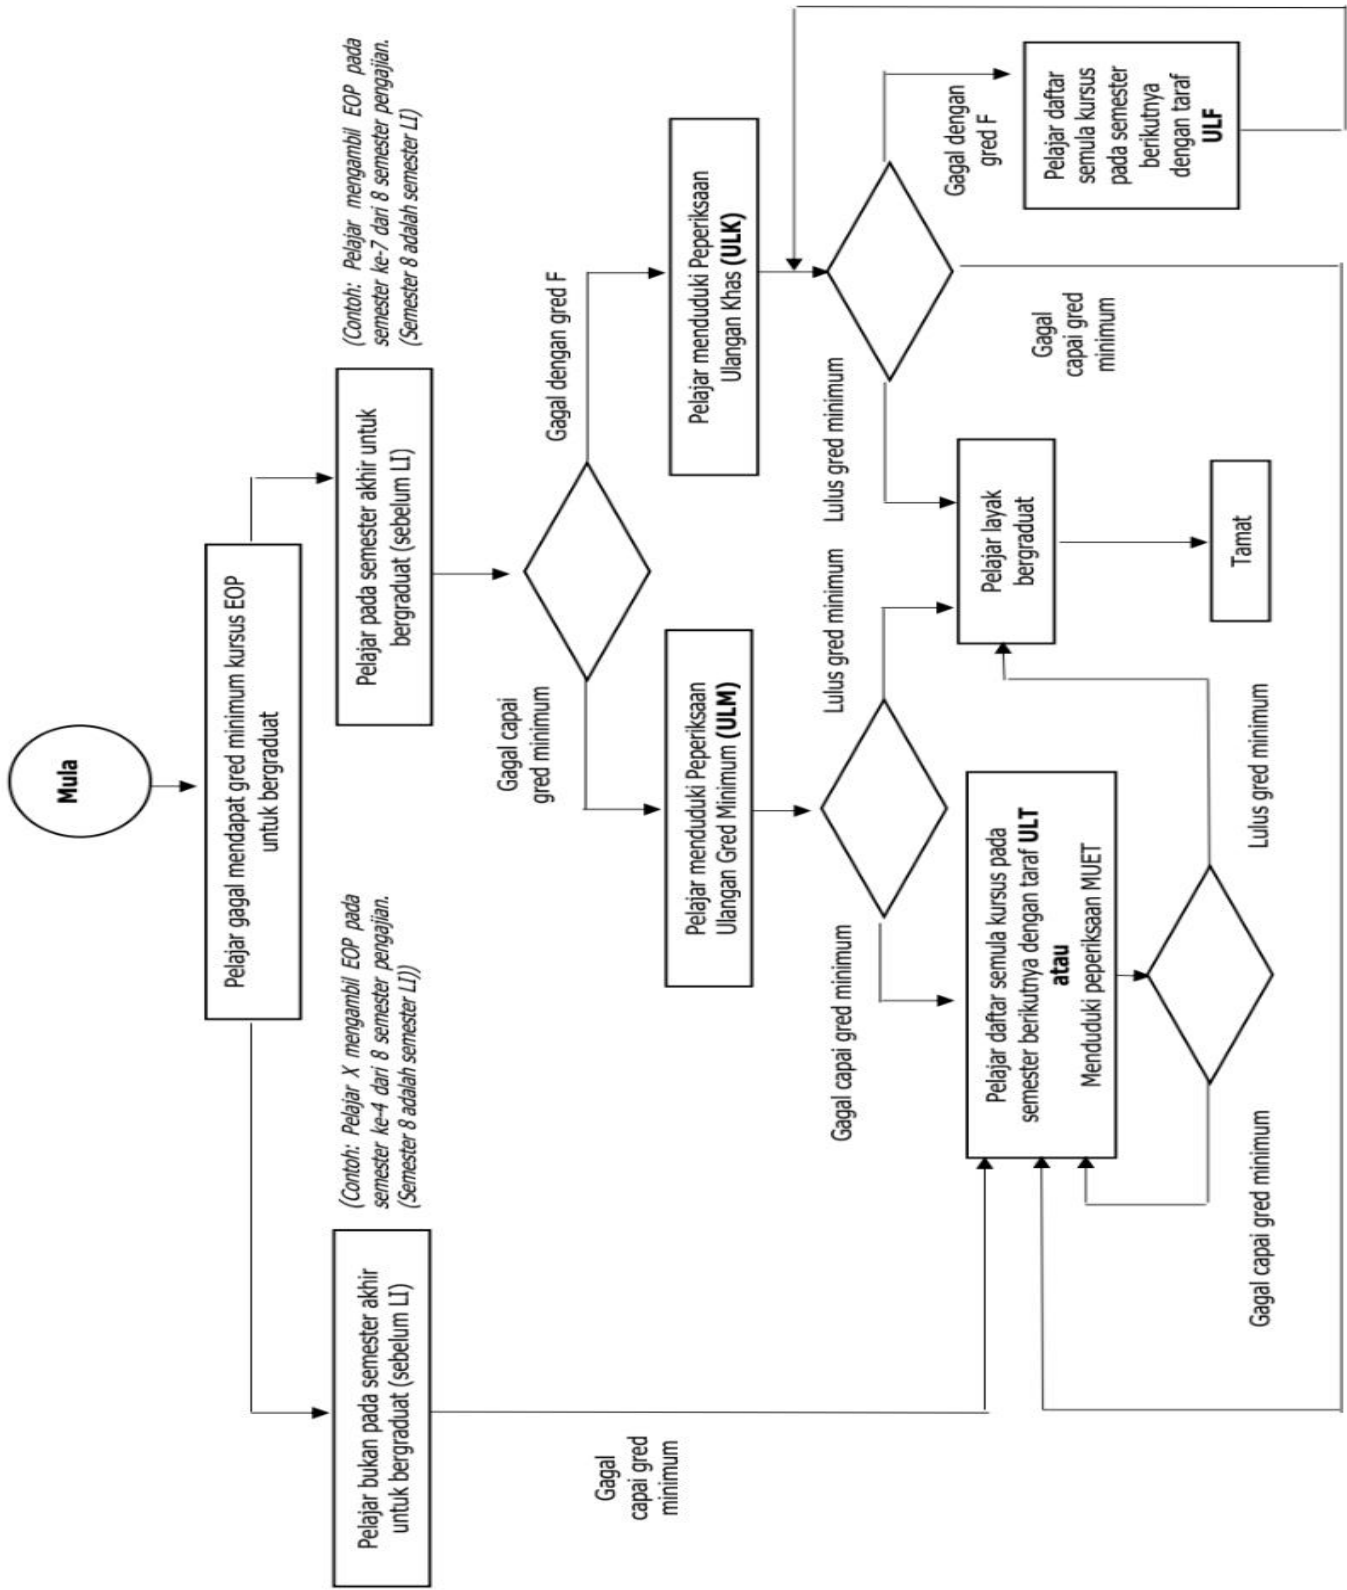 Mula
Pelajar gagal mendapat gred minimum kursus EOP
untuk bergraduat
Pelajar bukan pada semester akhir
untuk bergraduat (sebelum LI)
(Contoh: Pelajar X mengambil EOP pada
semester ke-4 dari 8 semester pengajian.
(Semester 8 adalah semester LI))
Pelajar pada semester akhir untuk
bergraduat (sebelum LI)
(Contoh: Pelajar mengambil EOP pada
semester ke-7 dari 8 semester pengajian.
(Semester 8 adalah semester LI)
Gagal capai
gred minimum
Gagal dengan gred F
Gagal
capai gred
minimum
Pelajar menduduki Peperiksaan
Ulangan Gred Minimum (ULM)
Pelajar menduduki Peperiksaan
Ulangan Khas (ULK)
Gagal capai gred minimum
Lulus gred minimum
Lulus gred minimum
Gagal dengan
gred F
Pelajar daftar semula kursus pada
semester berikutnya dengan taraf ULT
atau
Menduduki peperiksaan MUET
Pelajar layak
bergraduat
Gagal
capai gred
minimum
Pelajar daftar
semula kursus
pada semester
berikutnya
dengan taraf
ULF
Gagal capai gred minimum
Lulus gred minimum
Tamat